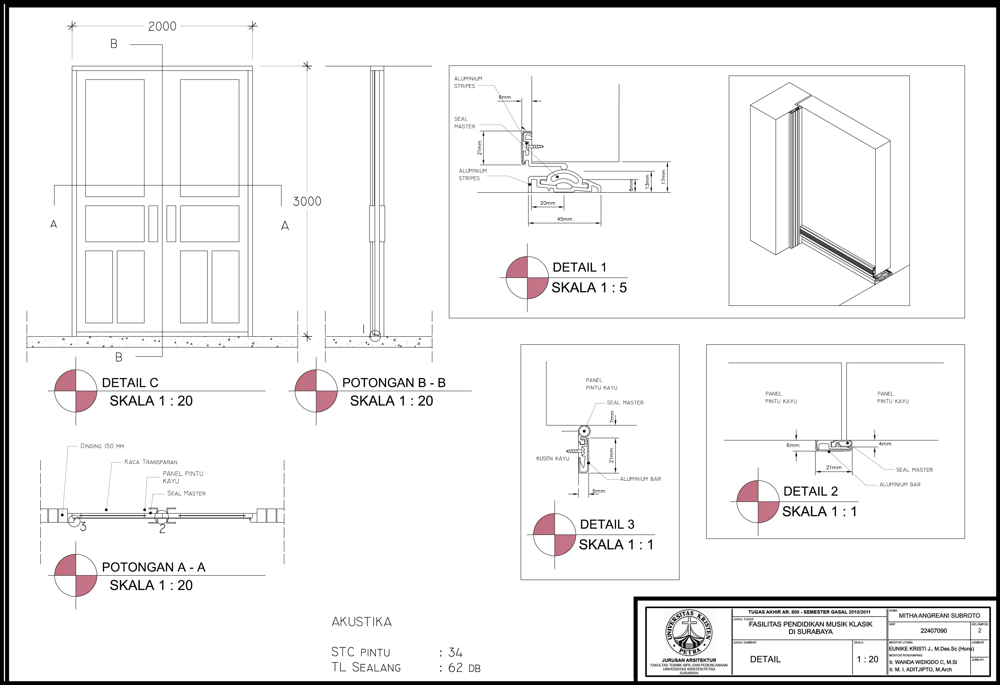 2000
B
3000
A
A
B
DETAIL C
SKALA 1 : 20
1
POTONGAN B - B
SKALA 1 : 20
ALUMINIUM
STRIPES
6mm
SEAL
MASTER
21mm
ALUMINIUM
STRIPES
8mm
13mm
17mm
20mm
45mm
DETAIL 1
SKALA 1 : 5
DINDING 150 MM
KACA TRANSPARAN
PANEL PINTU
KAYU
SEAL MASTER
3
2
POTONGAN A - A
SKALA 1 : 20
PANEL
PINTU KAYU
SEAL MASTER
7mm
KUSEN KAYU
21mm
ALUMINIUM BAR
6mm
DETAIL 3
SKALA 1 : 1
PANEL
PINTU KAYU
PANEL
PINTU KAYU
6mm
4mm
21mm
SEAL MASTER
ALUMINIUM BAR
DETAIL 2
SKALA 1 : 1
AKUSTIKA
STC PINTU : 34
TL SEALANG : 62 DB
UNIVERSITAS KRISTEN
PETRA
JURUSAN ARSITEKTUR
FAKULTAS TEKNIK SIPIL DAN PERENCANAAN
UNIVERSITAS KRISTEN PETRA
SURABAYA
TUGAS AKHIR AR. 800 - SEMESTER GASAL 2010/2011
JUDUL TUGAS
FASILITAS PENDIDIKAN MUSIK KLASIK
DI SURABAYA
JUDUL GAMBAR
DETAIL
SKALA
1 : 20
NAMA
MITHA ANGREANI SUBROTO
NRP
22407090
KELOMPOK
2
MENTOR UTAMA
EUNIKE KRISTI J., M.Des.Sc (Hons)
MENTOR PENDAMPING
Ir. WANDA WIDIGDO C, M.Si
Ir. M. I. ADITJIPTO, M.Arch
LEMBAR
JUMLAH